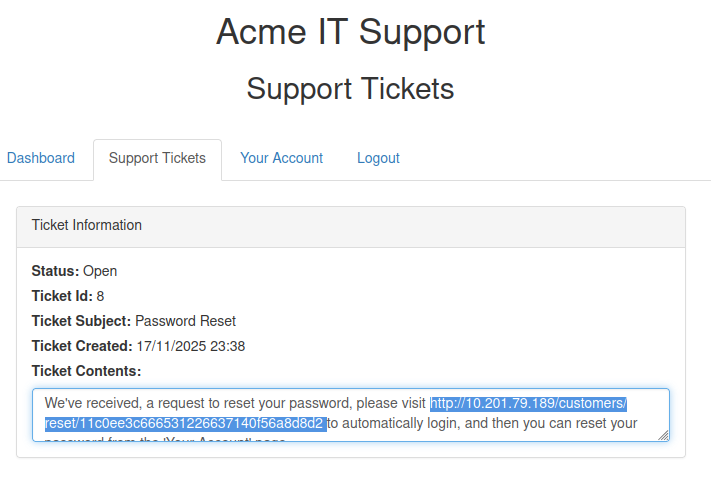 Acme IT Support
Support Tickets
Dashboard
Support Tickets
Your Account
Logout
Ticket Information
Status: Open
Ticket Id: 8
Ticket Subject: Password Reset
Ticket Created: 17/11/2025 23:38
Ticket Contents:
We've received, a request to reset your password, please visit http://10.201.79.189/customers/
reset/11c0ee3c666531226637140f56a8d8d2 to automatically login, and then you can reset your
password from the 'Your Account' page